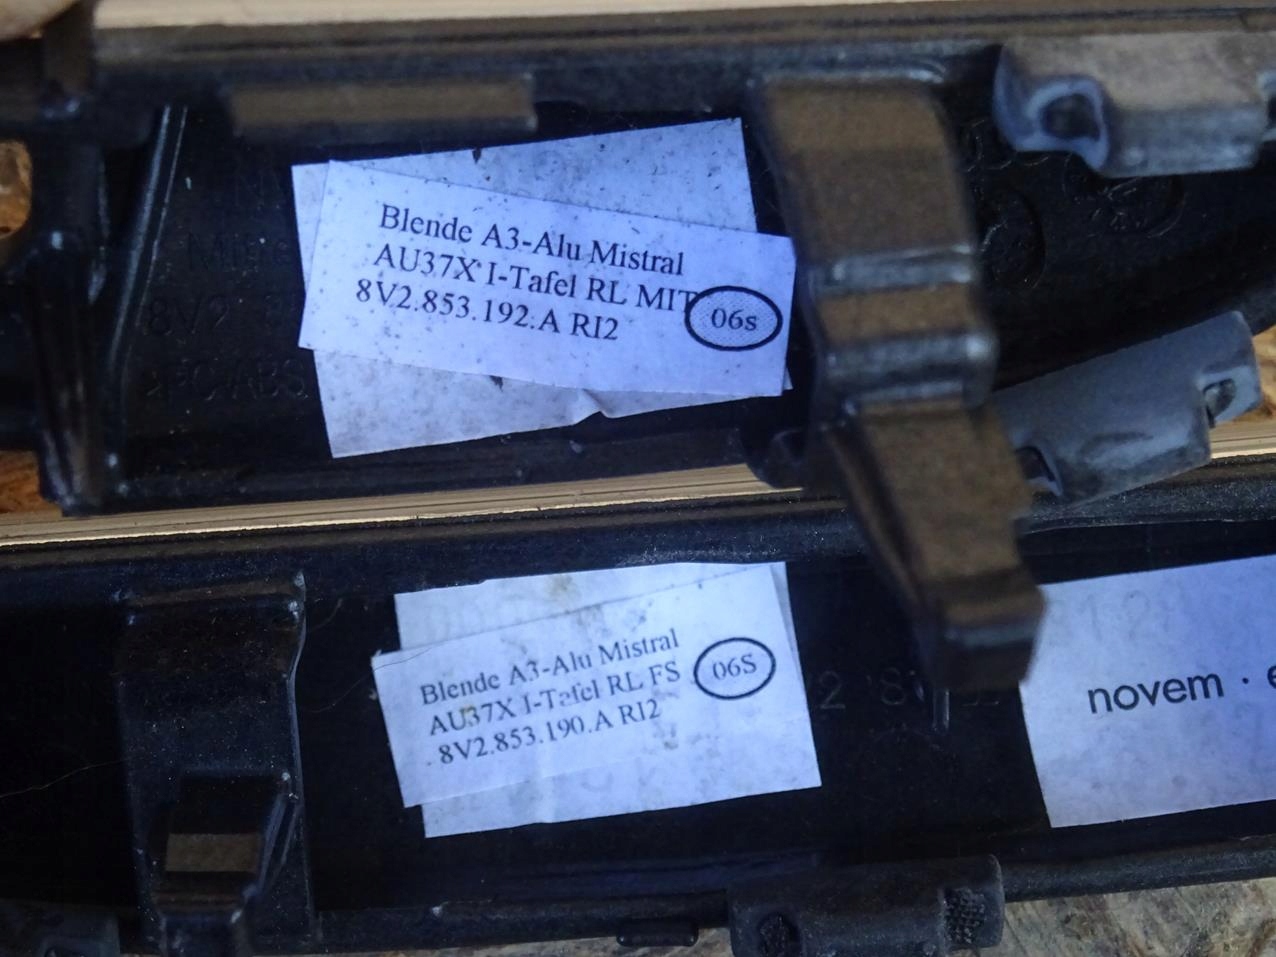 Blende A3-Alu Mistral
AU37X I-Tafel RL MIT
8V2.853.192.A RI2
06s
8V2
Blende A3-Alu Mistral
AU37X I-Tafel RL FS
8V2.853.190.A RI2
06S
novem ·